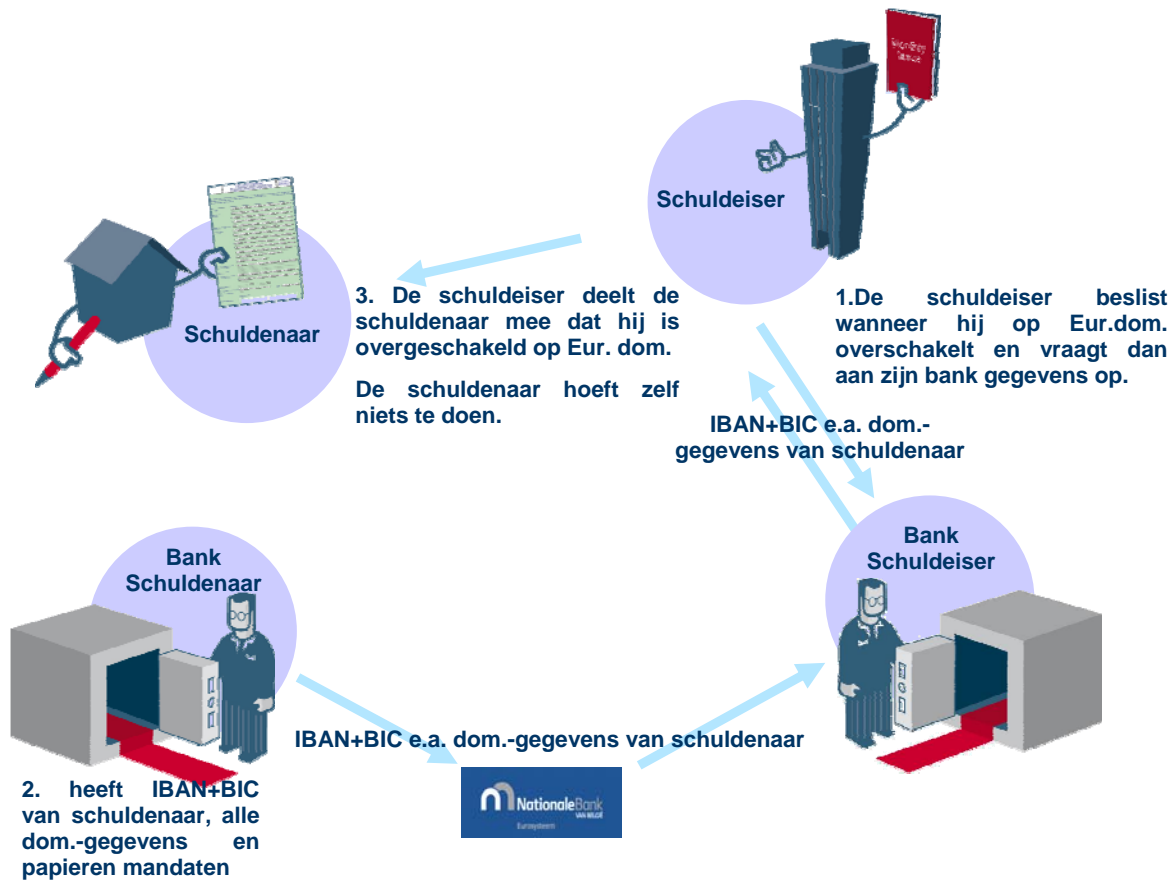 Schuldeiser
1.De schuldeiser beslist
wanneer hij op Eur.dom.
overschakelt en vraagt dan
aan zijn bank gegevens op.
Schuldenaar
3. De schuldeiser deelt de
schuldenaar mee dat hij is
overgeschakeld op Eur. dom.
De schuldenaar hoeft zelf
niets te doen.
IBAN+BIC e.a. dom.-
gegevens van schuldenaar
Bank
Schuldenaar
Bank
Schuldeiser
IBAN+BIC e.a. dom.-gegevens van schuldenaar
2. heeft IBAN+BIC
van schuldenaar, alle
dom.-gegevens en
papieren mandaten
NationaleBank
VAN BELGIË
Eurosysteem